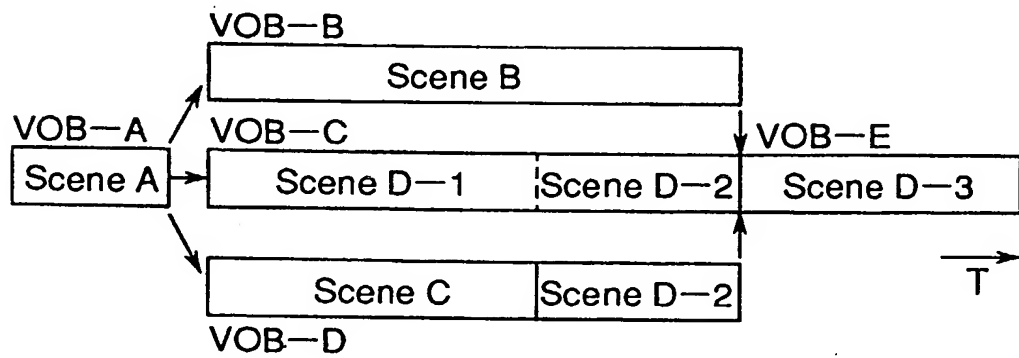 VOB—B
Scene B
VOB—A
VOB—C
VOB—E
Scene A
Scene D—1
Scene D—2
Scene D—3
Scene C
Scene D—2
T
VOB—D